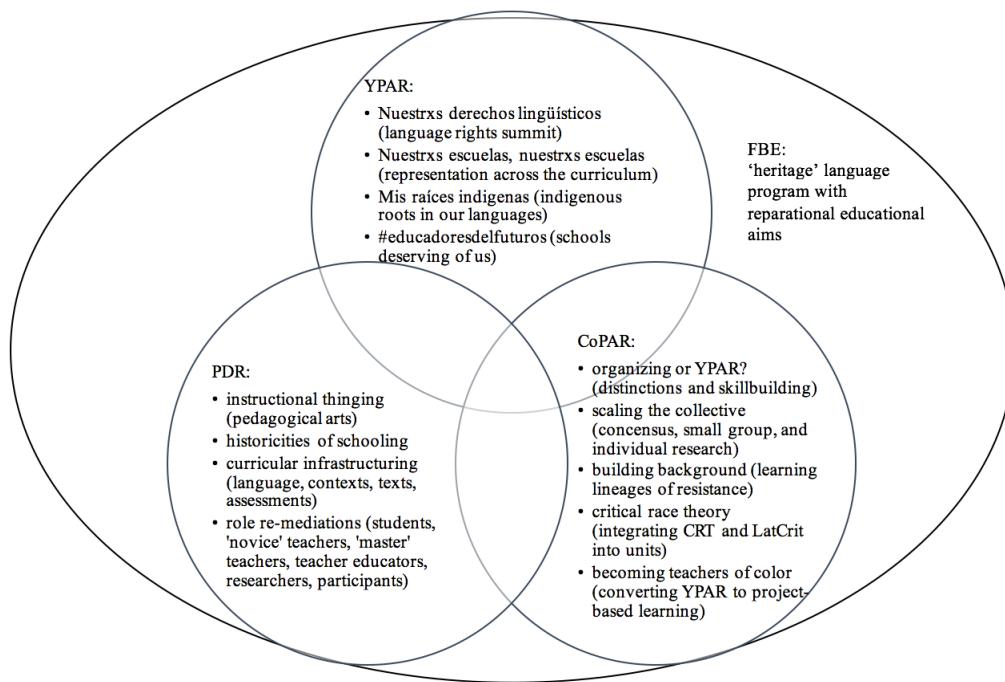 YPAR:
• Nuestrxs derechos lingüísticos
(language rights summit)
• Nuestrxs escuelas, nuestrxs escuelas
(representation across the curriculum)
• Mis raíces indigenas (indigenous
roots in our languages)
• #educadoresdelfuturos (schools
deserving of us)
FBE:
‘heritage’ language
program with
reparational educational
aims
PDR:
• instructional thinging
(pedagogical arts)
• historicities of schooling
• curricular infrastructuring
(language, contexts, texts,
assessments)
• role re-mediations (students,
'novice' teachers, 'master'
teachers, teacher educators,
researchers, participants)
CoPAR:
• organizing or YPAR?
(distinctions and skillbuilding)
• scaling the collective
(concensus, small group, and
individual research)
• building background (learning
lineages of resistance)
• critical race theory
(integrating CRT and LatCrit
into units)
• becoming teachers of color
(converting YPAR to project-
based learning)